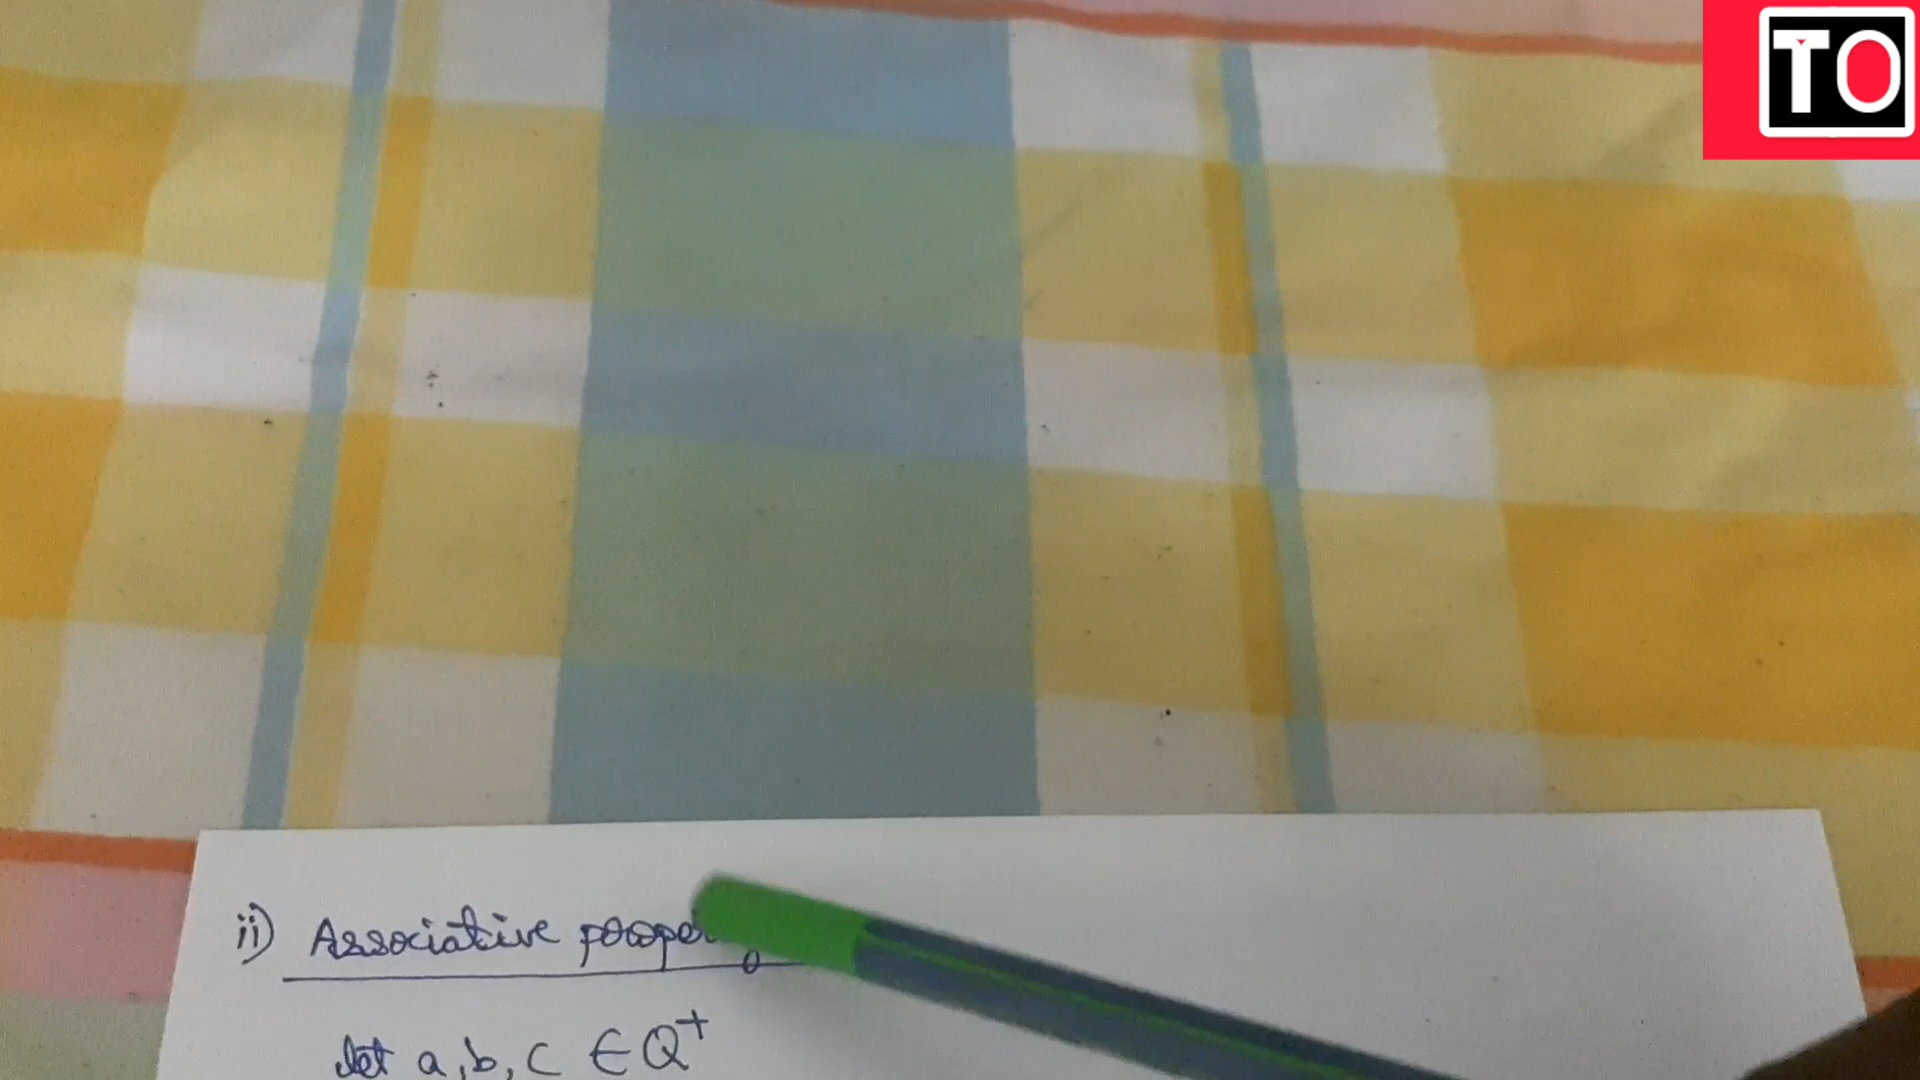 TO
ii) Associative
let a, b, c ∈ Q⁺